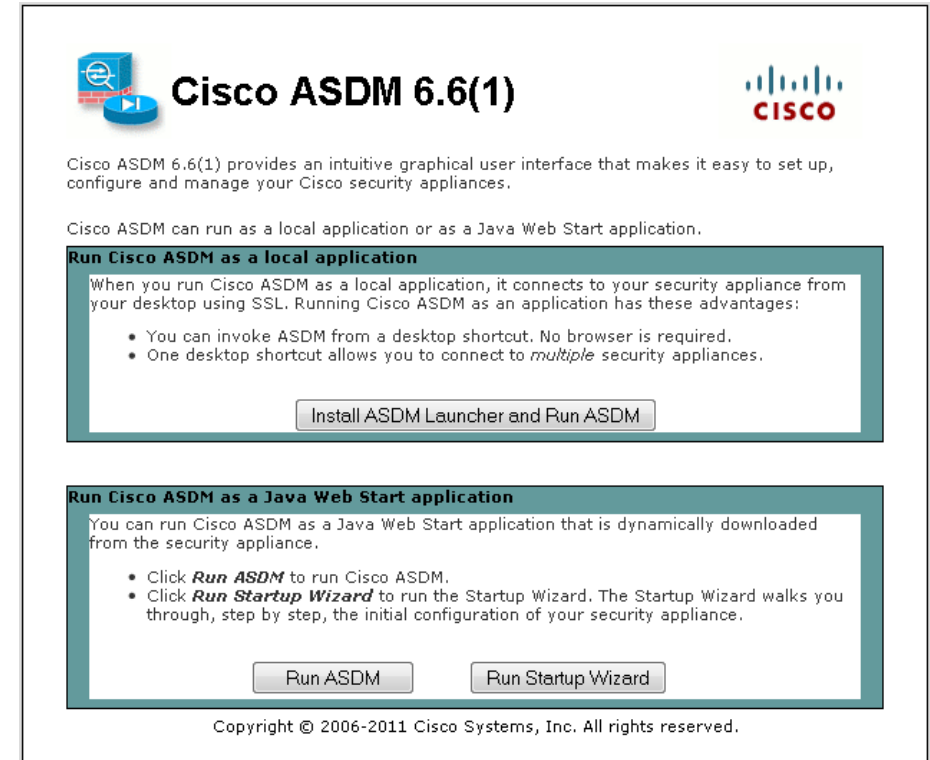 Cisco ASDM 6.6(1)
CISCO
Cisco ASDM 6.6(1) provides an intuitive graphical user interface that makes it easy to set up,
configure and manage your Cisco security appliances.
Cisco ASDM can run as a local application or as a Java Web Start application.
Run Cisco ASDM as a local application
When you run Cisco ASDM as a local application, it connects to your security appliance from
your desktop using SSL. Running Cisco ASDM as an application has these advantages:
• You can invoke ASDM from a desktop shortcut. No browser is required.
• One desktop shortcut allows you to connect to multiple security appliances.
Install ASDM Launcher and Run ASDM
Run Cisco ASDM as a Java Web Start application
You can run Cisco ASDM as a Java Web Start application that is dynamically downloaded
from the security appliance.
• Click Run ASDM to run Cisco ASDM.
• Click Run Startup Wizard to run the Startup Wizard. The Startup Wizard walks you
through, step by step, the initial configuration of your security appliance.
Run ASDM
Run Startup Wizard
Copyright © 2006-2011 Cisco Systems, Inc. All rights reserved.